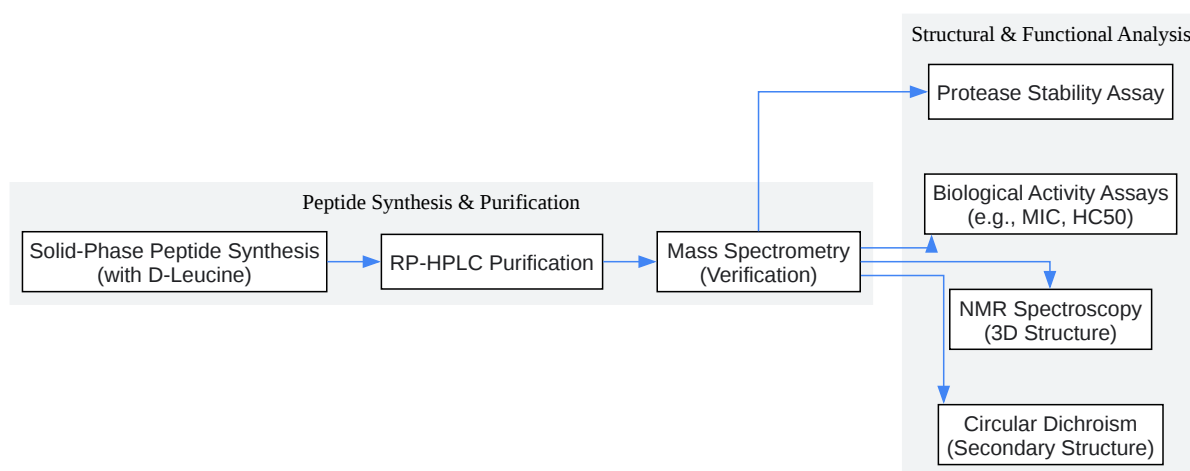 Structural & Functional Analysis
Protease Stability Assay
Peptide Synthesis & Purification
Biological Activity Assays
(e.g., MIC, HC50)
Solid-Phase Peptide Synthesis
(with D-Leucine)
RP-HPLC Purification
Mass Spectrometry
(Verification)
NMR Spectroscopy
(3D Structure)
Circular Dichroism
(Secondary Structure)